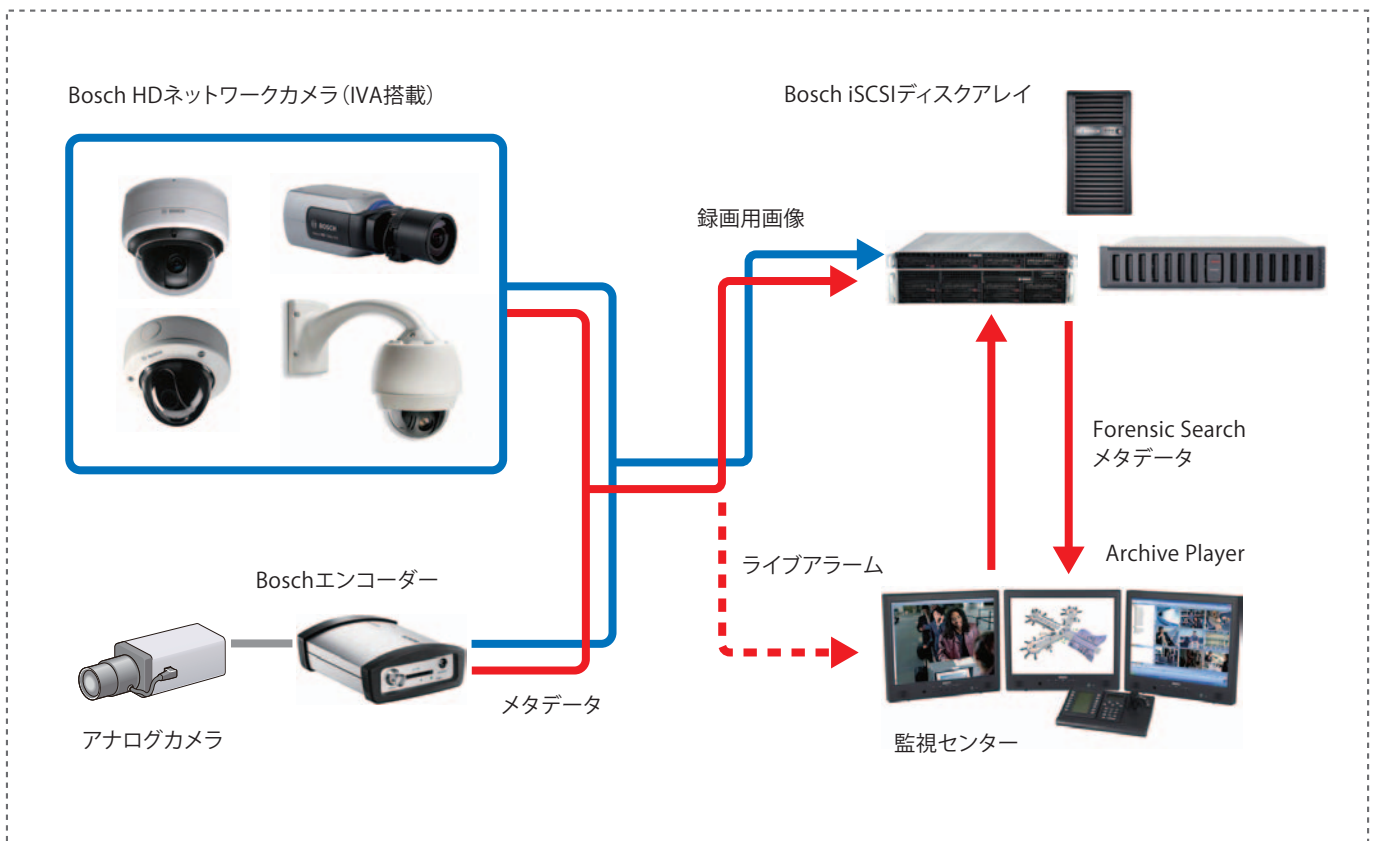 Bosch HDネットワークカメラ（IVA搭載）
Bosch iSCSIディスクアレイ
BOSCH
録画用画像
Forensic Search
メタデータ
Archive Player
ライブアラーム
Boschエンコーダー
メタデータ
アナログカメラ
監視センター